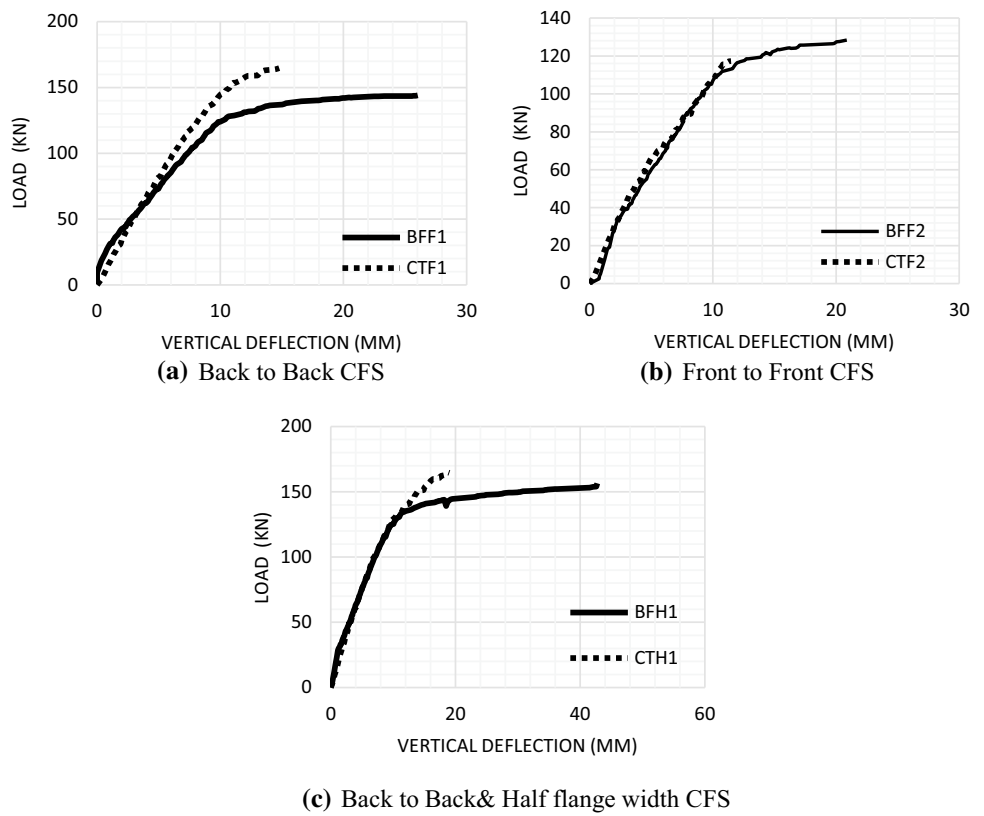 200
150
100
50
0
LOAD (KN)
BFF1
CTF1
0 10 20 30
VERTICAL DEFLECTION (MM)
(a) Back to Back CFS
140
120
100
80
60
40
20
0
LOAD (KN)
BFF2
CTF2
0 10 20 30
VERTICAL DEFLECTION (MM)
(b) Front to Front CFS
200
150
100
50
0
LOAD (KN)
BFH1
CTH1
0 20 40 60
VERTICAL DEFLECTION (MM)
(c) Back to Back& Half flange width CFS